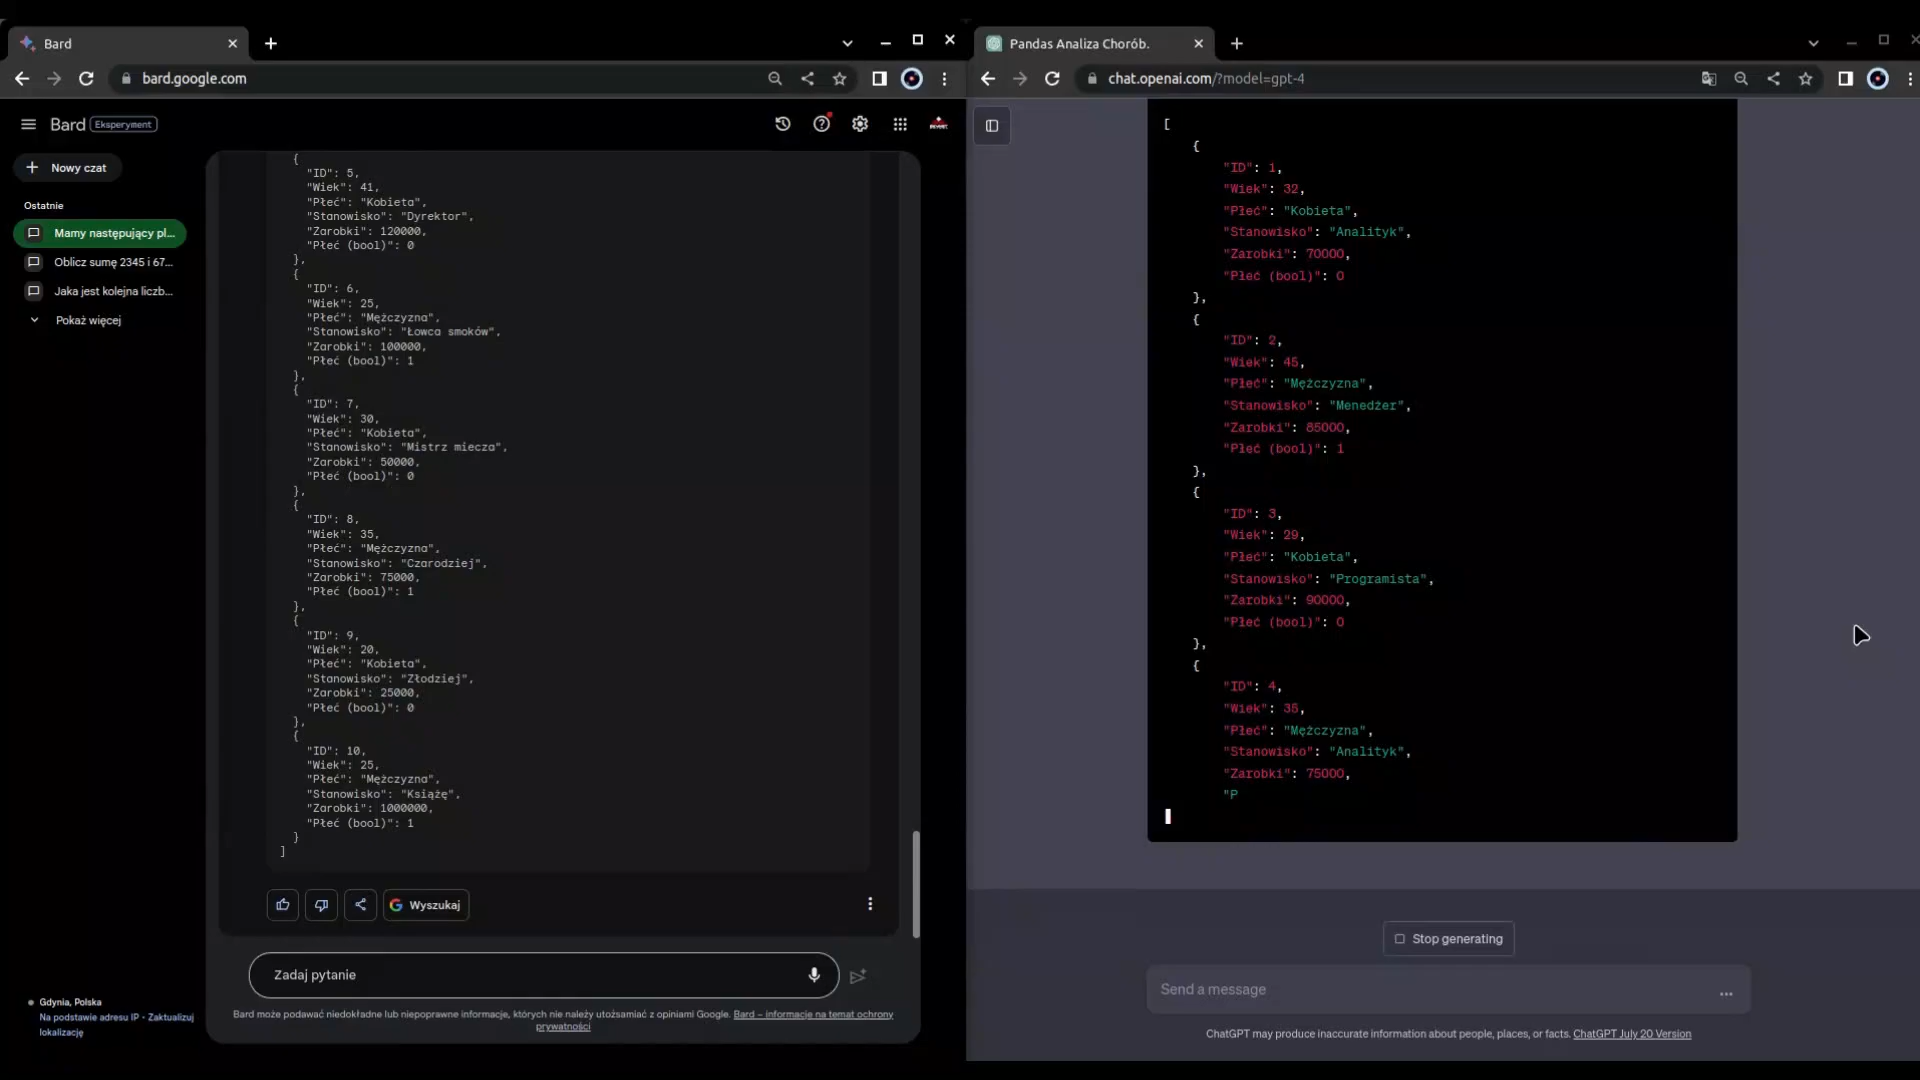 Bard
bard.google.com
Bard Eksperyment
Nowy czat
Ostatnie
Mamy następujący pl...
Oblicz sumę 2345 i 67...
Jaka jest kolejna liczb...
Pokaż więcej
{
"ID": 5,
"Wiek": 41,
"Płeć": "Kobieta",
"Stanowisko": "Dyrektor",
"Zarobki": 120000,
"Płeć (bool)": 0
},
{
"ID": 6,
"Wiek": 25,
"Płeć": "Mężczyzna",
"Stanowisko": "Łowca smoków",
"Zarobki": 100000,
"Płeć (bool)": 1
},
{
"ID": 7,
"Wiek": 30,
"Płeć": "Kobieta",
"Stanowisko": "Mistrz miecza",
"Zarobki": 50000,
"Płeć (bool)": 0
},
{
"ID": 8,
"Wiek": 35,
"Płeć": "Mężczyzna",
"Stanowisko": "Czarodziej",
"Zarobki": 75000,
"Płeć (bool)": 1
},
{
"ID": 9,
"Wiek": 20,
"Płeć": "Kobieta",
"Stanowisko": "Złodziej",
"Zarobki": 25000,
"Płeć (bool)": 0
},
{
"ID": 10,
"Wiek": 25,
"Płeć": "Mężczyzna",
"Stanowisko": "Książę",
"Zarobki": 1000000,
"Płeć (bool)": 1
}
]
Wyszukaj
Zadaj pytanie
Bard może podawać niedokładne lub niepoprawne informacje, których nie należy utożsamiać z opiniami Google. Bard – informacje na temat ochrony
prywatności
Gdynia, Polska
Na podstawie adresu IP • Zaktualizuj
lokalizację
Pandas Analiza Chorób.
chat.openai.com/?model=gpt-4
[
{
"ID": 1,
"Wiek": 32,
"Płeć": "Kobieta",
"Stanowisko": "Analityk",
"Zarobki": 70000,
"Płeć (bool)": 0
},
{
"ID": 2,
"Wiek": 45,
"Płeć": "Mężczyzna",
"Stanowisko": "Menedżer",
"Zarobki": 85000,
"Płeć (bool)": 1
},
{
"ID": 3,
"Wiek": 29,
"Płeć": "Kobieta",
"Stanowisko": "Programista",
"Zarobki": 90000,
"Płeć (bool)": 0
},
{
"ID": 4,
"Wiek": 35,
"Płeć": "Mężczyzna",
"Stanowisko": "Analityk",
"Zarobki": 75000,
"P
Stop generating
Send a message
ChatGPT may produce inaccurate information about people, places, or facts. ChatGPT July 20 Version